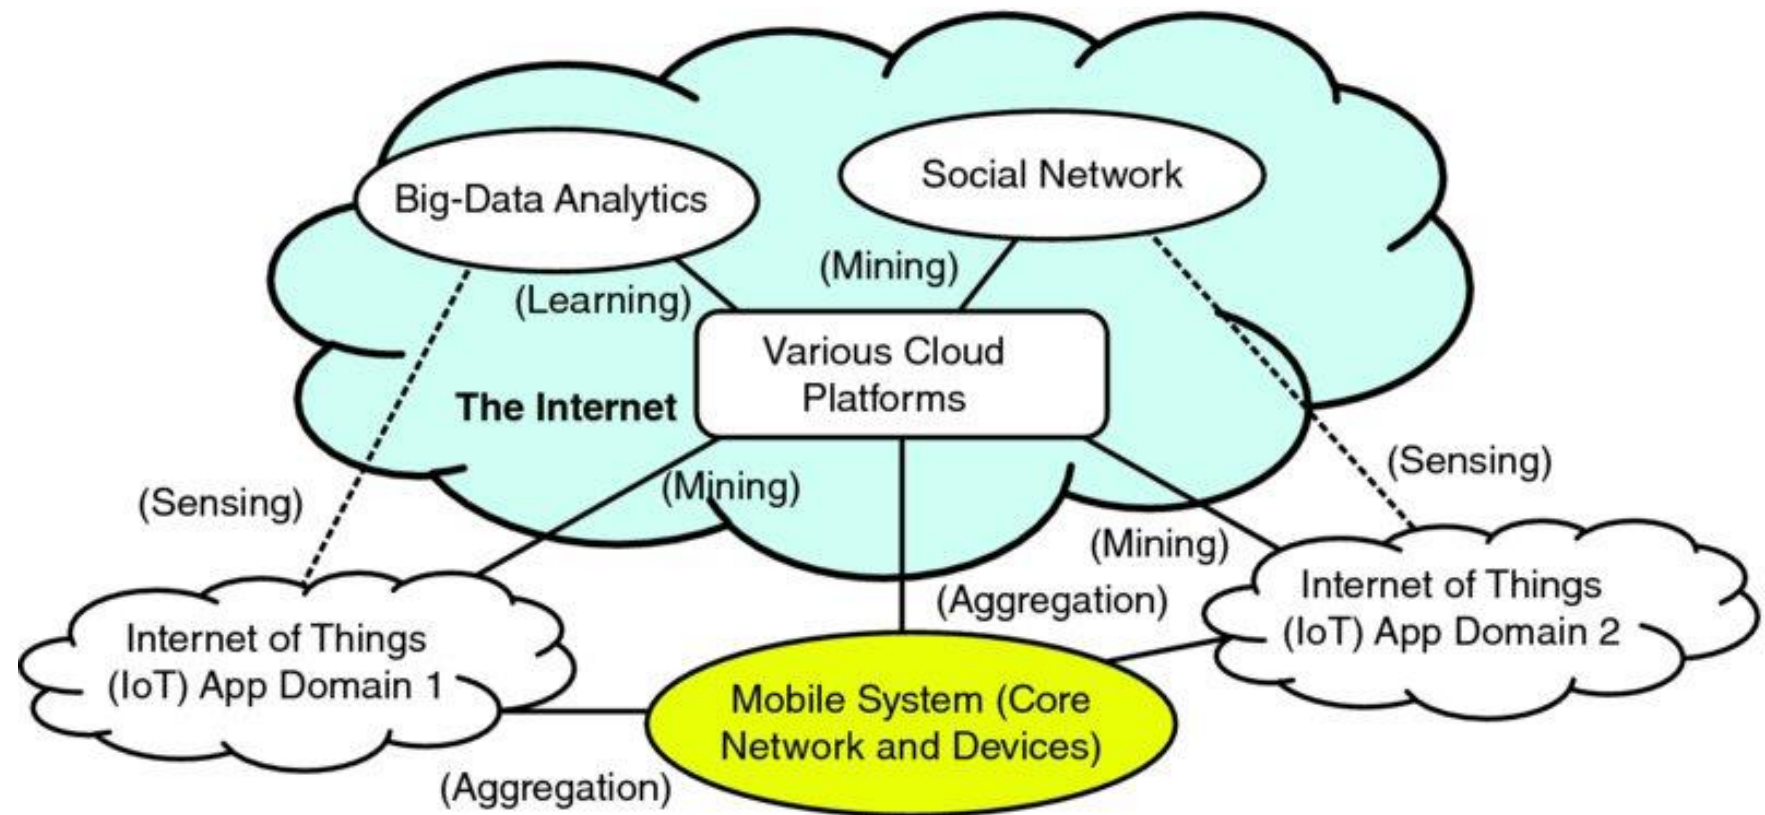 Social Network
Big-Data Analytics
(Mining)
(Learning)
Various Cloud
Platforms
The Internet
(Sensing)
(Mining)
(Sensing)
(Mining)
(Aggregation)
Internet of Things
(IoT) App Domain 2
Internet of Things
(IoT) App Domain 1
Mobile System (Core
Network and Devices)
(Aggregation)